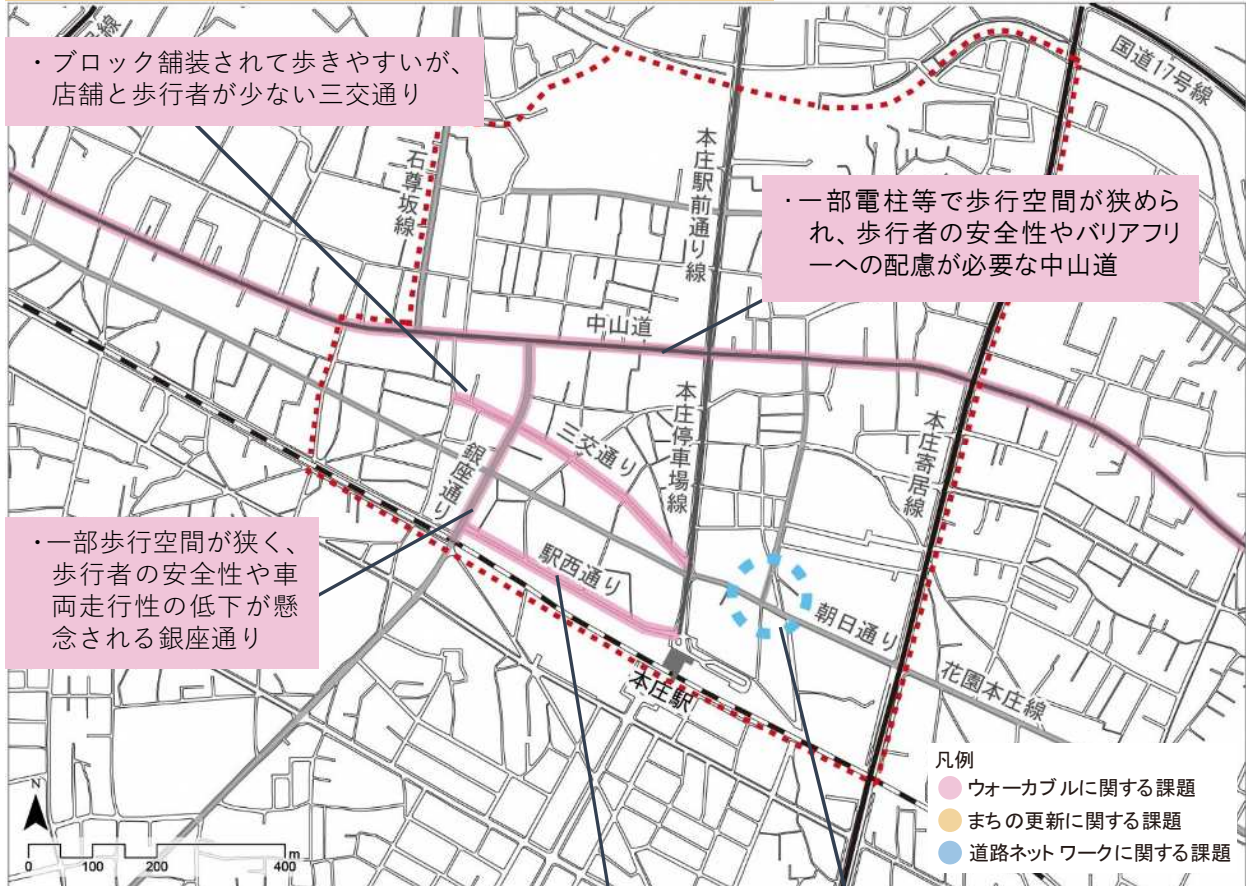 ・ブロック舗装されて歩きやすいが、
店舗と歩行者が少ない三交通り
国道17号線
石尊坂線
本庄駅前通り線
・一部電柱等で歩行空間が狭めら
れ、歩行者の安全性やバリアフリ
ーへの配慮が必要な中山道
中山道
本庄停車場線
三交通り
銀座通り
本庄寄居線
・一部歩行空間が狭く、
歩行者の安全性や車
両走行性の低下が懸
念される銀座通り
駅西通り
朝日通り
本庄駅
花園本庄線
凡例
ウォーカブルに関する課題
まちの更新に関する課題
道路ネットワークに関する課題
N
0 100 200 400 m